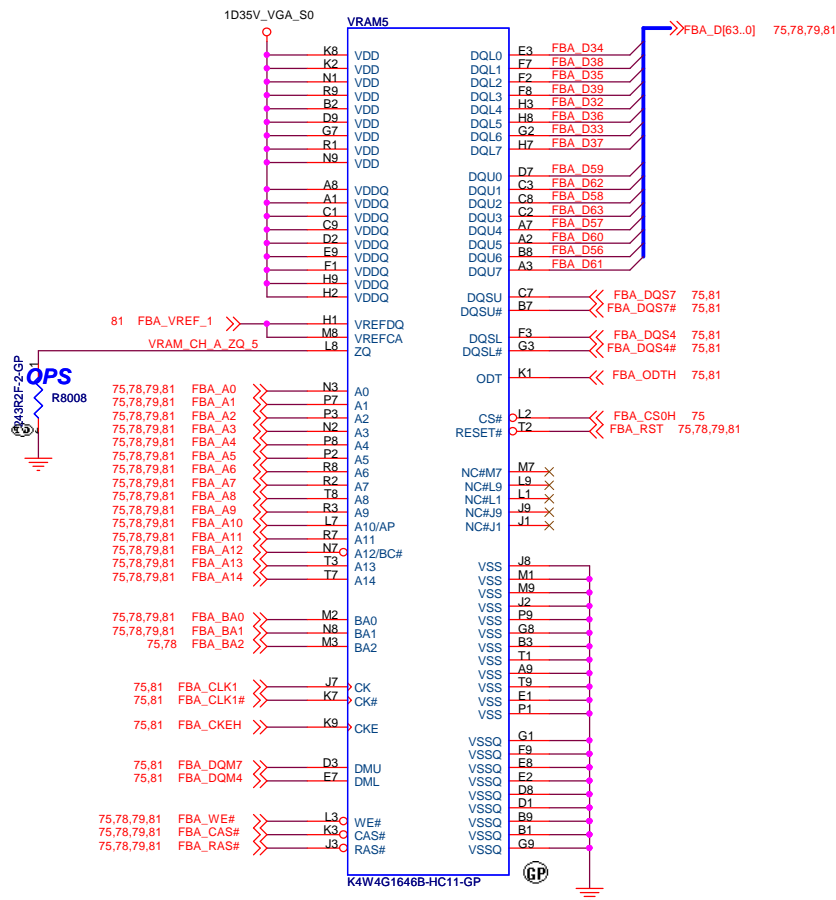 1D35V_VGA_S0
VRAM5
FBA_D[63..0] 75,78,79,81
K8 VDD DQL0 E3 FBA_D34
K2 VDD DQL1 F7 FBA_D38
N1 VDD DQL2 F2 FBA_D35
R9 VDD DQL3 F8 FBA_D39
B2 VDD DQL4 H3 FBA_D32
D9 VDD DQL5 H8 FBA_D36
G7 VDD DQL6 G2 FBA_D33
R1 VDD DQL7 H7 FBA_D37
N9 VDD
DQU0 D7 FBA_D59
A8 VDDQ DQU1 C3 FBA_D62
A1 VDDQ DQU2 C8 FBA_D58
C1 VDDQ DQU3 C2 FBA_D63
C9 VDDQ DQU4 A7 FBA_D57
D2 VDDQ DQU5 A2 FBA_D60
E9 VDDQ DQU6 B8 FBA_D56
F1 VDDQ DQU7 A3 FBA_D61
H9 VDDQ
H2 VDDQ DQSU C7 FBA_DQS7 75,81
DQSU# B7 FBA_DQS7# 75,81
81 FBA_VREF_1 H1 VREFDQ
M8 VREFCA DQSL F3 FBA_DQS4 75,81
VRAM_CH_A_ZQ_5 L8 ZQ DQSL# G3 FBA_DQS4# 75,81
ODT K1 FBA_ODTH 75,81
1
OPS
R8008
243R2F-2-GP
75,78,79,81 FBA_A0 N3 A0
75,78,79,81 FBA_A1 P7 A1
75,78,79,81 FBA_A2 P3 A2 CS# L2 FBA_CS0H 75
75,78,79,81 FBA_A3 N2 A3 RESET# T2 FBA_RST 75,78,79,81
75,78,79,81 FBA_A4 P8 A4
75,78,79,81 FBA_A5 P2 A5
75,78,79,81 FBA_A6 R8 A6 NC#M7 M7
75,78,79,81 FBA_A7 R2 A7 NC#L9 L9
75,78,79,81 FBA_A8 T8 A8 NC#L1 L1
75,78,79,81 FBA_A9 R3 A9 NC#J9 J9
75,78,79,81 FBA_A10 L7 A10/AP NC#J1 J1
75,78,79,81 FBA_A11 R7 A11
75,78,79,81 FBA_A12 N7 A12/BC#
75,78,79,81 FBA_A13 T3 A13 VSS J8
75,78,79,81 FBA_A14 T7 A14 VSS M1
VSS M9
VSS J2
75,78,79,81 FBA_BA0 M2 BA0 VSS P9
75,78,79,81 FBA_BA1 N8 BA1 VSS G8
75,78 FBA_BA2 M3 BA2 VSS B3
VSS T1
VSS A9
75,81 FBA_CLK1 J7 CK VSS T9
75,81 FBA_CLK1# K7 CK# VSS E1
VSS P1
75,81 FBA_CKEH K9 CKE
VSSQ G1
VSSQ F9
75,81 FBA_DQM7 D3 DMU VSSQ E8
75,81 FBA_DQM4 E7 DML VSSQ E2
VSSQ D8
VSSQ D1
75,78,79,81 FBA_WE# L3 WE# VSSQ B9
75,78,79,81 FBA_CAS# K3 CAS# VSSQ B1
75,78,79,81 FBA_RAS# J3 RAS# VSSQ G9
K4W4G1646B-HC11-GP
GP